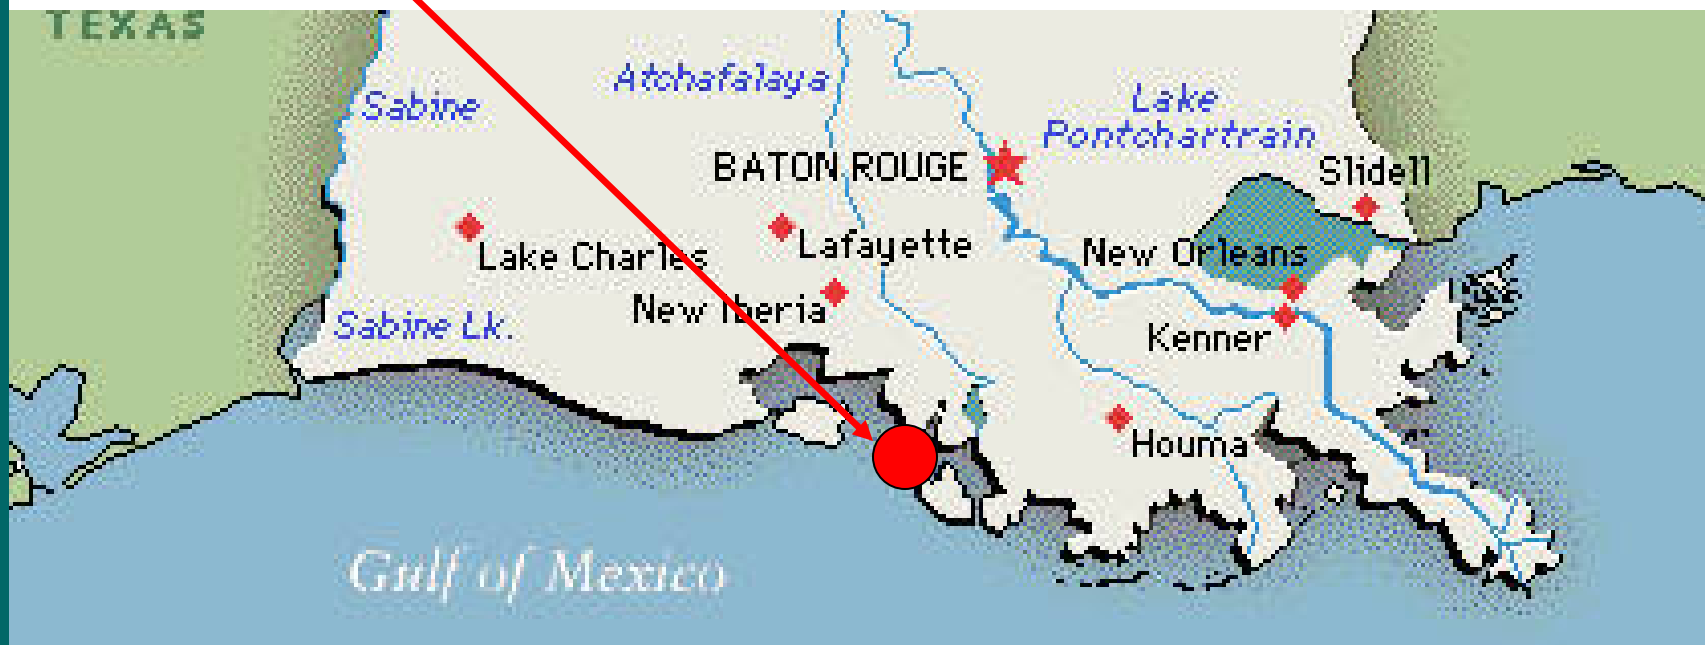 TEXAS
Atchafalaya
Sabine
Lake
Pontchartrain
BATON ROUGE
Slidell
Lake Charles
Lafayette
New Orleans
New Iberia
Sabine Lk.
Kenner
Houma
Gulf of Mexico